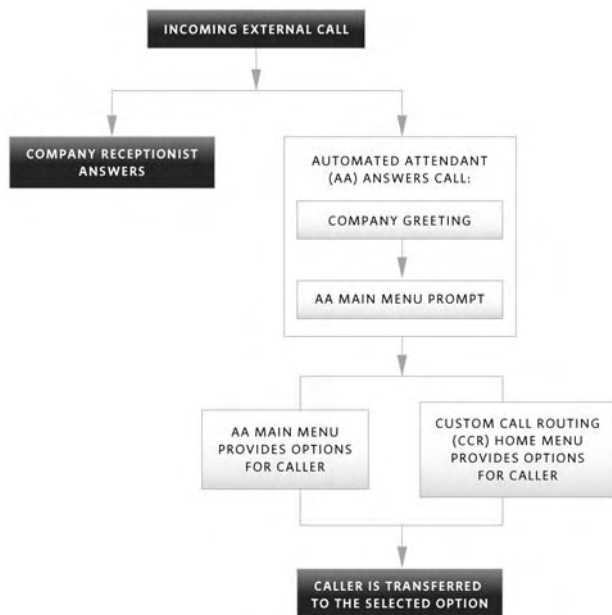 INCOMING EXTERNAL CALL
COMPANY RECEPTIONIST
ANSWERS
AUTOMATED ATTENDANT
(AA) ANSWERS CALL:
COMPANY GREETING
AA MAIN MENU PROMPT
AA MAIN MENU
PROVIDES OPTIONS
FOR CALLER
CUSTOM CALL ROUTING
(CCR) HOME MENU
PROVIDES OPTIONS
FOR CALLER
CALLER IS TRANSFERRED
TO THE SELECTED OPTION